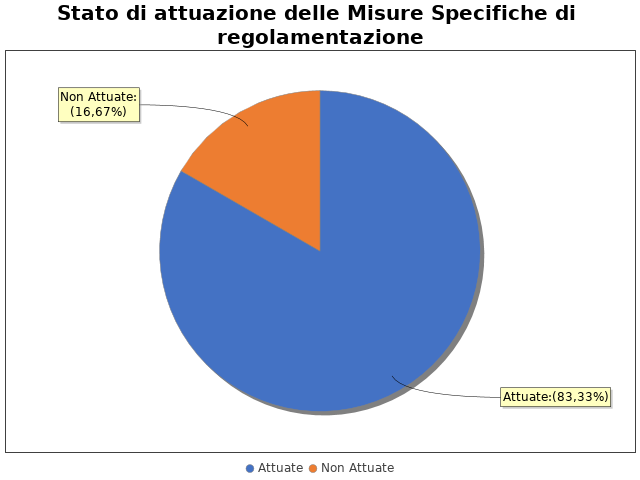 Stato di attuazione delle Misure Specifiche di
regolamentazione
Non Attuate:
(16,67%)
Attuate:(83,33%)
Attuate
Non Attuate